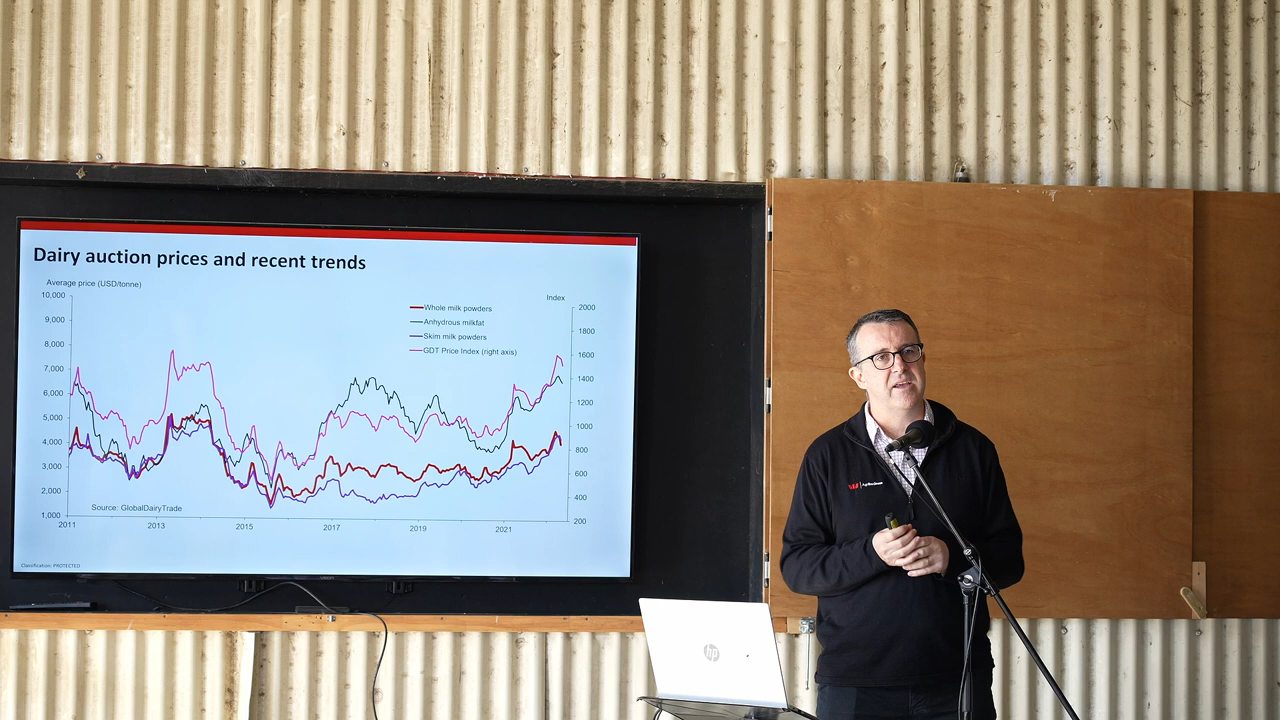 Dairy auction prices and recent trends
Average price (USD/tonne)
Index
10,000
9,000
8,000
7,000
6,000
5,000
4,000
3,000
2,000
1,000
2000
1800
1600
1400
1200
1000
800
600
400
200
Whole milk powders
Anhydrous milkfat
Skim milk powders
GDT Price Index (right axis)
Source: GlobalDairyTrade
2011
2013
2015
2017
2019
2021
Classification: PROTECTED
hp